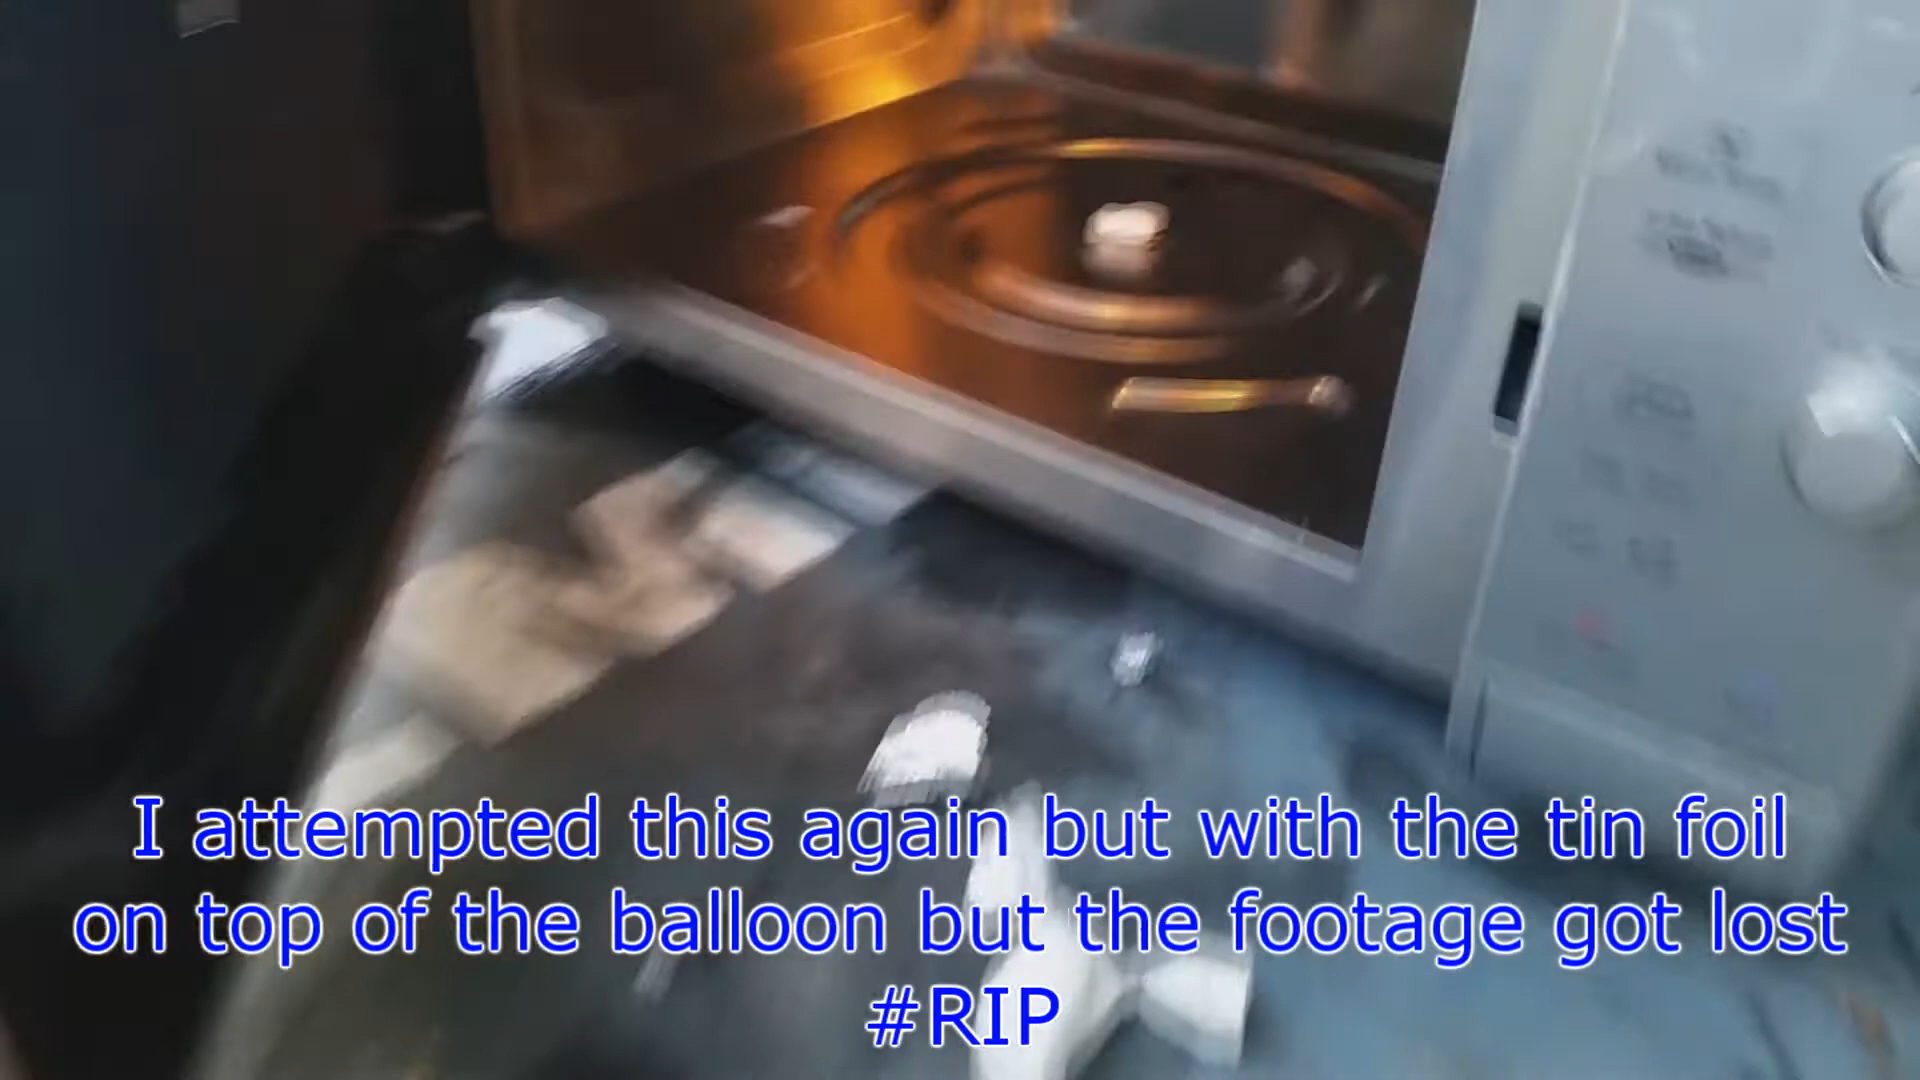 I attempted this again but with the tin foil
on top of the balloon but the footage got lost
#RIP